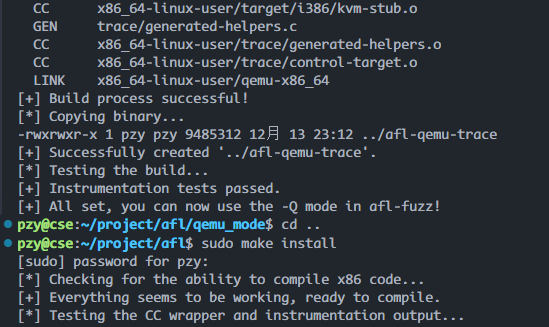 CC      x86_64-linux-user/target/i386/kvm-stub.o
GEN     trace/generated-helpers.c
CC      x86_64-linux-user/trace/generated-helpers.o
CC      x86_64-linux-user/trace/control-target.o
LINK    x86_64-linux-user/qemu-x86_64
[+] Build process successful!
[*] Copying binary...
-rwxrwxr-x 1 pzy pzy 9485312 12月 13 23:12 ../afl-qemu-trace
[+] Successfully created '../afl-qemu-trace'.
[*] Testing the build...
[+] Instrumentation tests passed.
[+] All set, you can now use the -Q mode in afl-fuzz!
pzy@cse:~/project/afl/qemu_mode$ cd ..
pzy@cse:~/project/afl$ sudo make install
[sudo] password for pzy:
[*] Checking for the ability to compile x86 code...
[+] Everything seems to be working, ready to compile.
[*] Testing the CC wrapper and instrumentation output...